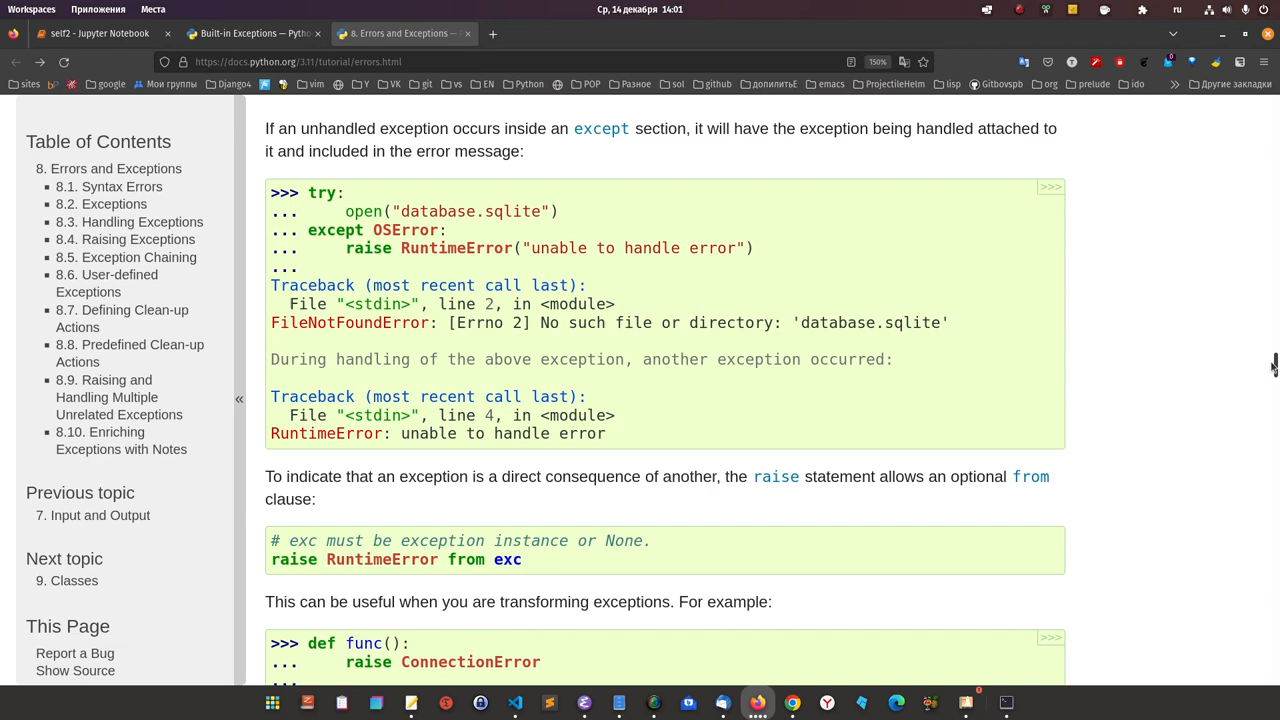 Workspaces Приложения Места Ср, 14 декабря 14:01 ru
self2 - Jupyter Notebook Built-in Exceptions — Pytho 8. Errors and Exceptions —
https://docs.python.org/3.11/tutorial/errors.html 150%
sites google Мои группы Django4 vim Y VK git vs EN Python POP Разное sol github допилитьЕ emacs ProjectileHelm lisp Gitbovspb org prelude ido Другие закладки
Table of Contents
8. Errors and Exceptions
8.1. Syntax Errors
8.2. Exceptions
8.3. Handling Exceptions
8.4. Raising Exceptions
8.5. Exception Chaining
8.6. User-defined
Exceptions
8.7. Defining Clean-up
Actions
8.8. Predefined Clean-up
Actions
8.9. Raising and
Handling Multiple
Unrelated Exceptions
8.10. Enriching
Exceptions with Notes
Previous topic
7. Input and Output
Next topic
9. Classes
This Page
Report a Bug
Show Source
«
If an unhandled exception occurs inside an except section, it will have the exception being handled attached to
it and included in the error message:
>>>
>>> try:
...     open("database.sqlite")
... except OSError:
...     raise RuntimeError("unable to handle error")
...
Traceback (most recent call last):
  File "<stdin>", line 2, in <module>
FileNotFoundError: [Errno 2] No such file or directory: 'database.sqlite'
During handling of the above exception, another exception occurred:
Traceback (most recent call last):
  File "<stdin>", line 4, in <module>
RuntimeError: unable to handle error
To indicate that an exception is a direct consequence of another, the raise statement allows an optional from
clause:
# exc must be exception instance or None.
raise RuntimeError from exc
This can be useful when you are transforming exceptions. For example:
>>>
>>> def func():
...     raise ConnectionError
...